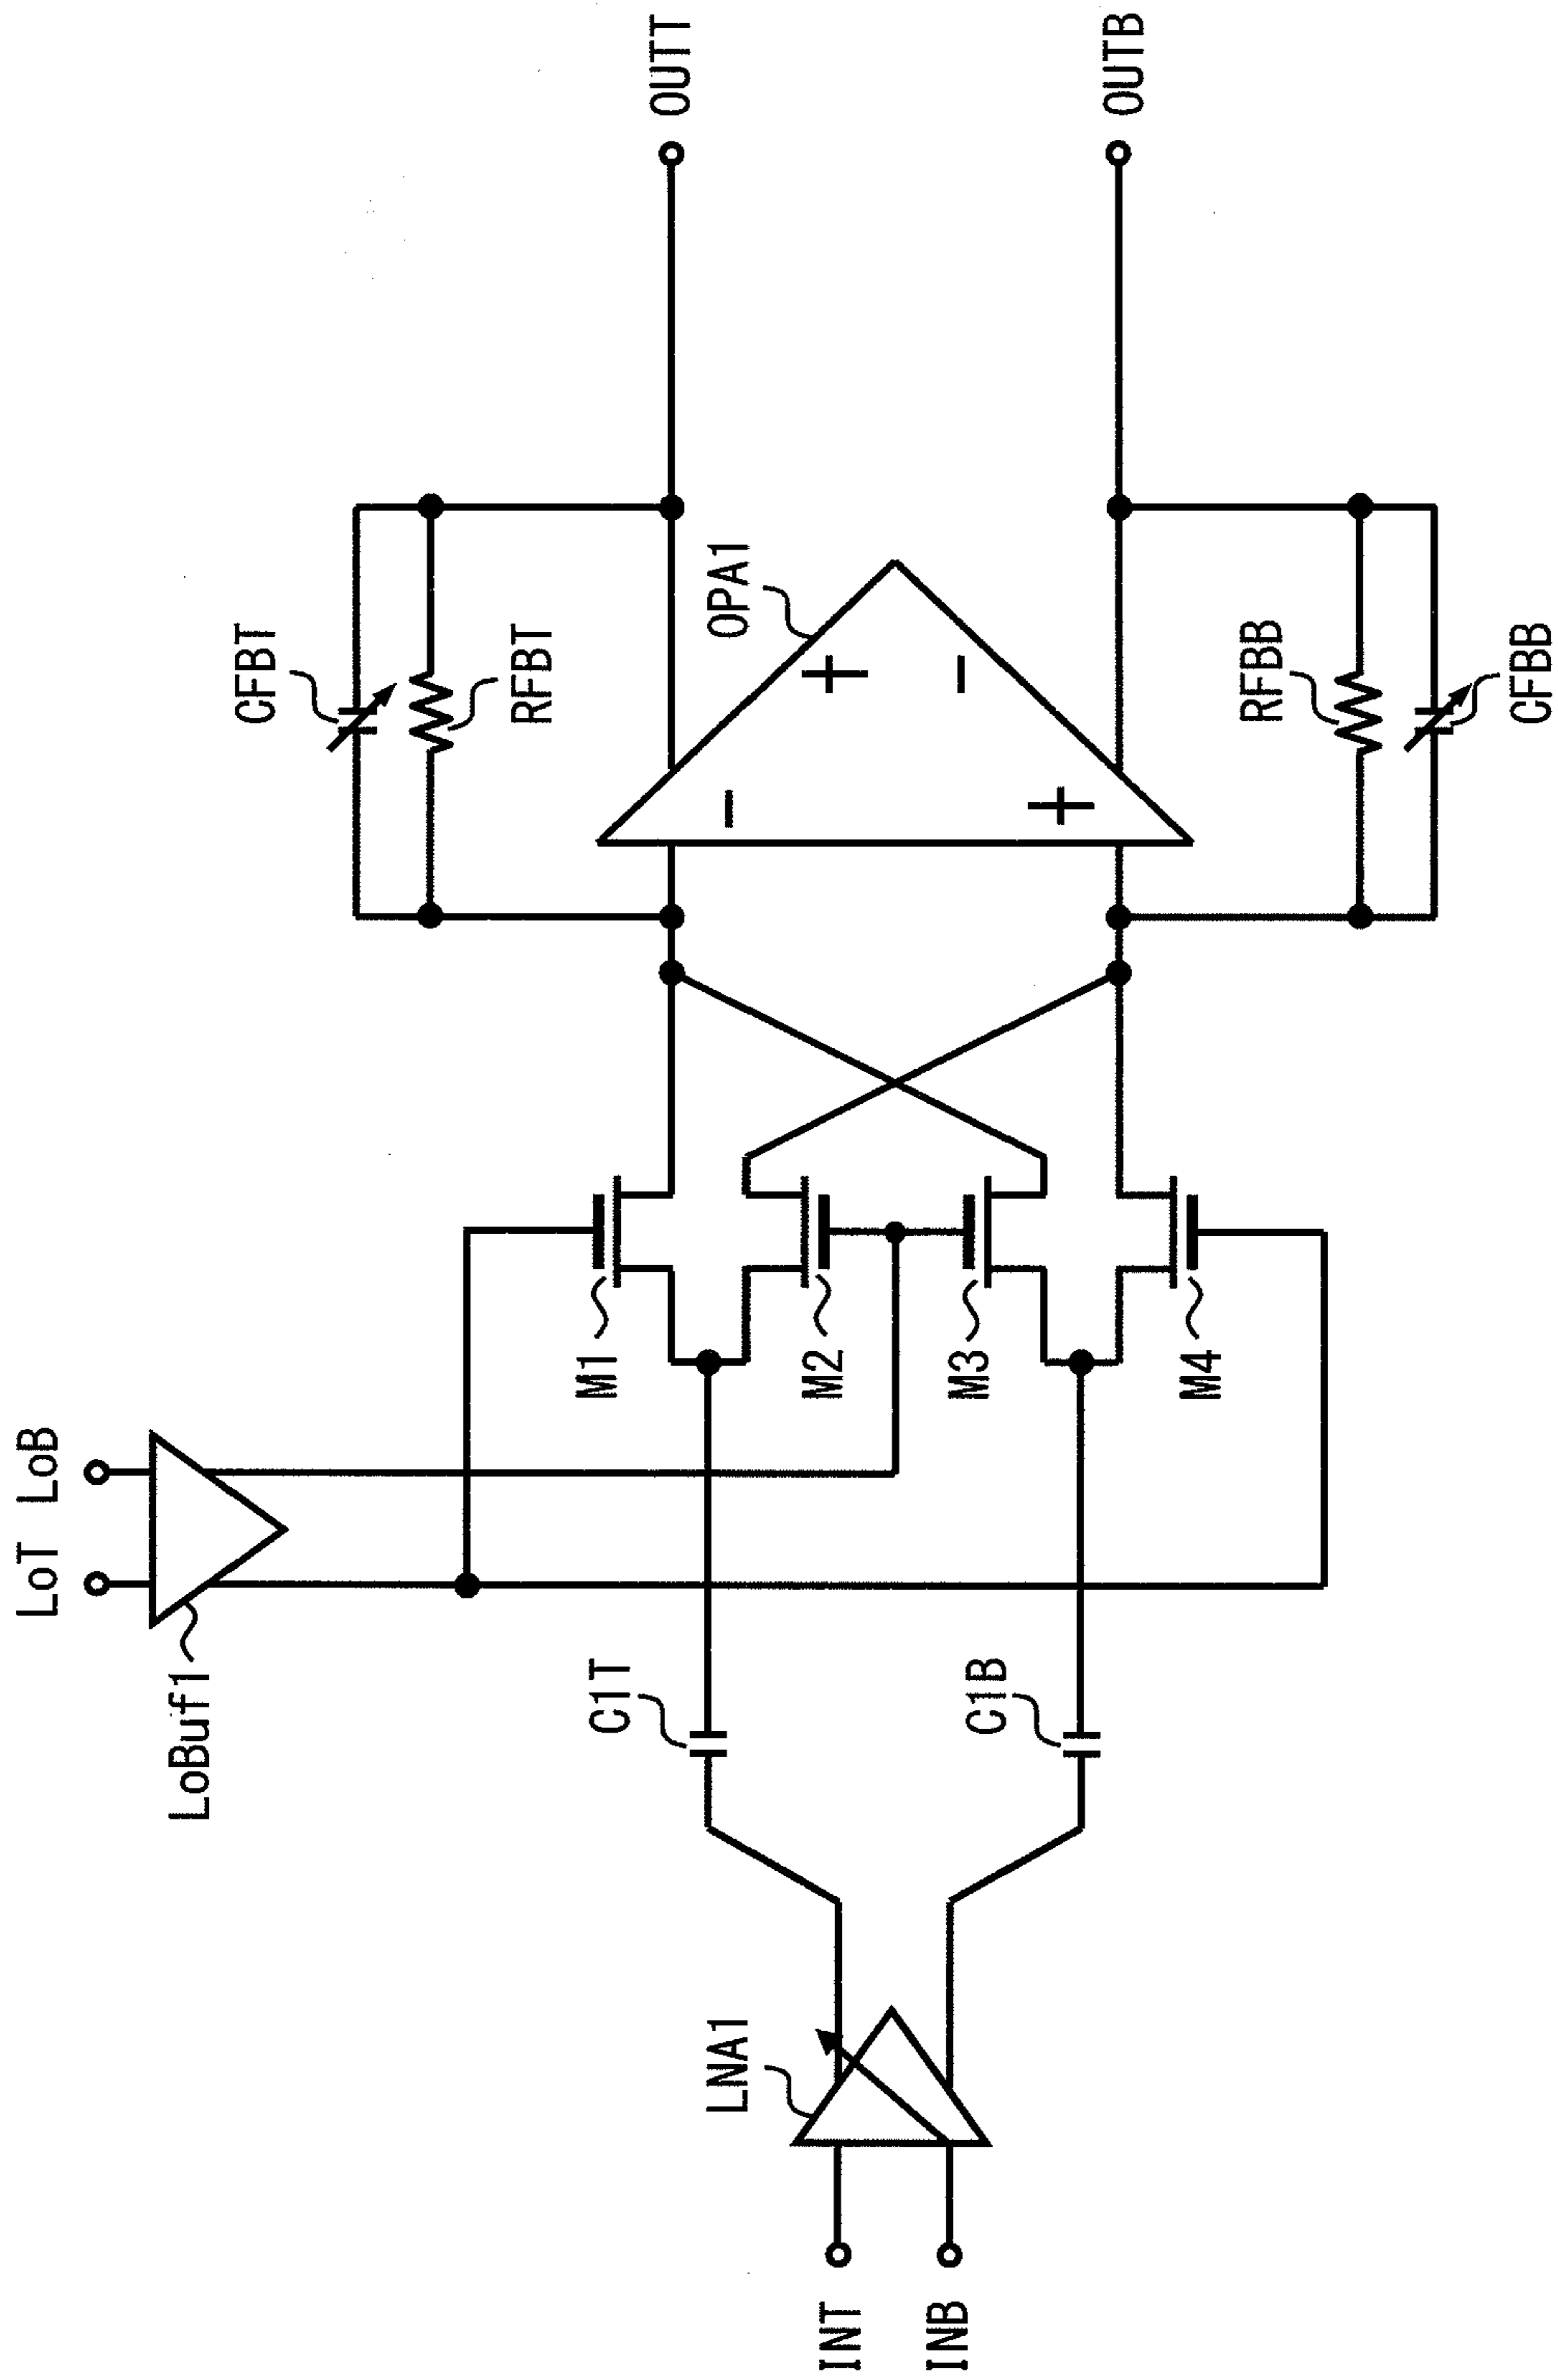 LoT LoB
LoBuf1
CFBT
RFBT
OUTT
INT
INB
LNA1
C1T
C1B
M1
M2
M3
M4
OPA1
−
+
+
−
OUTB
RFBB
CFBB